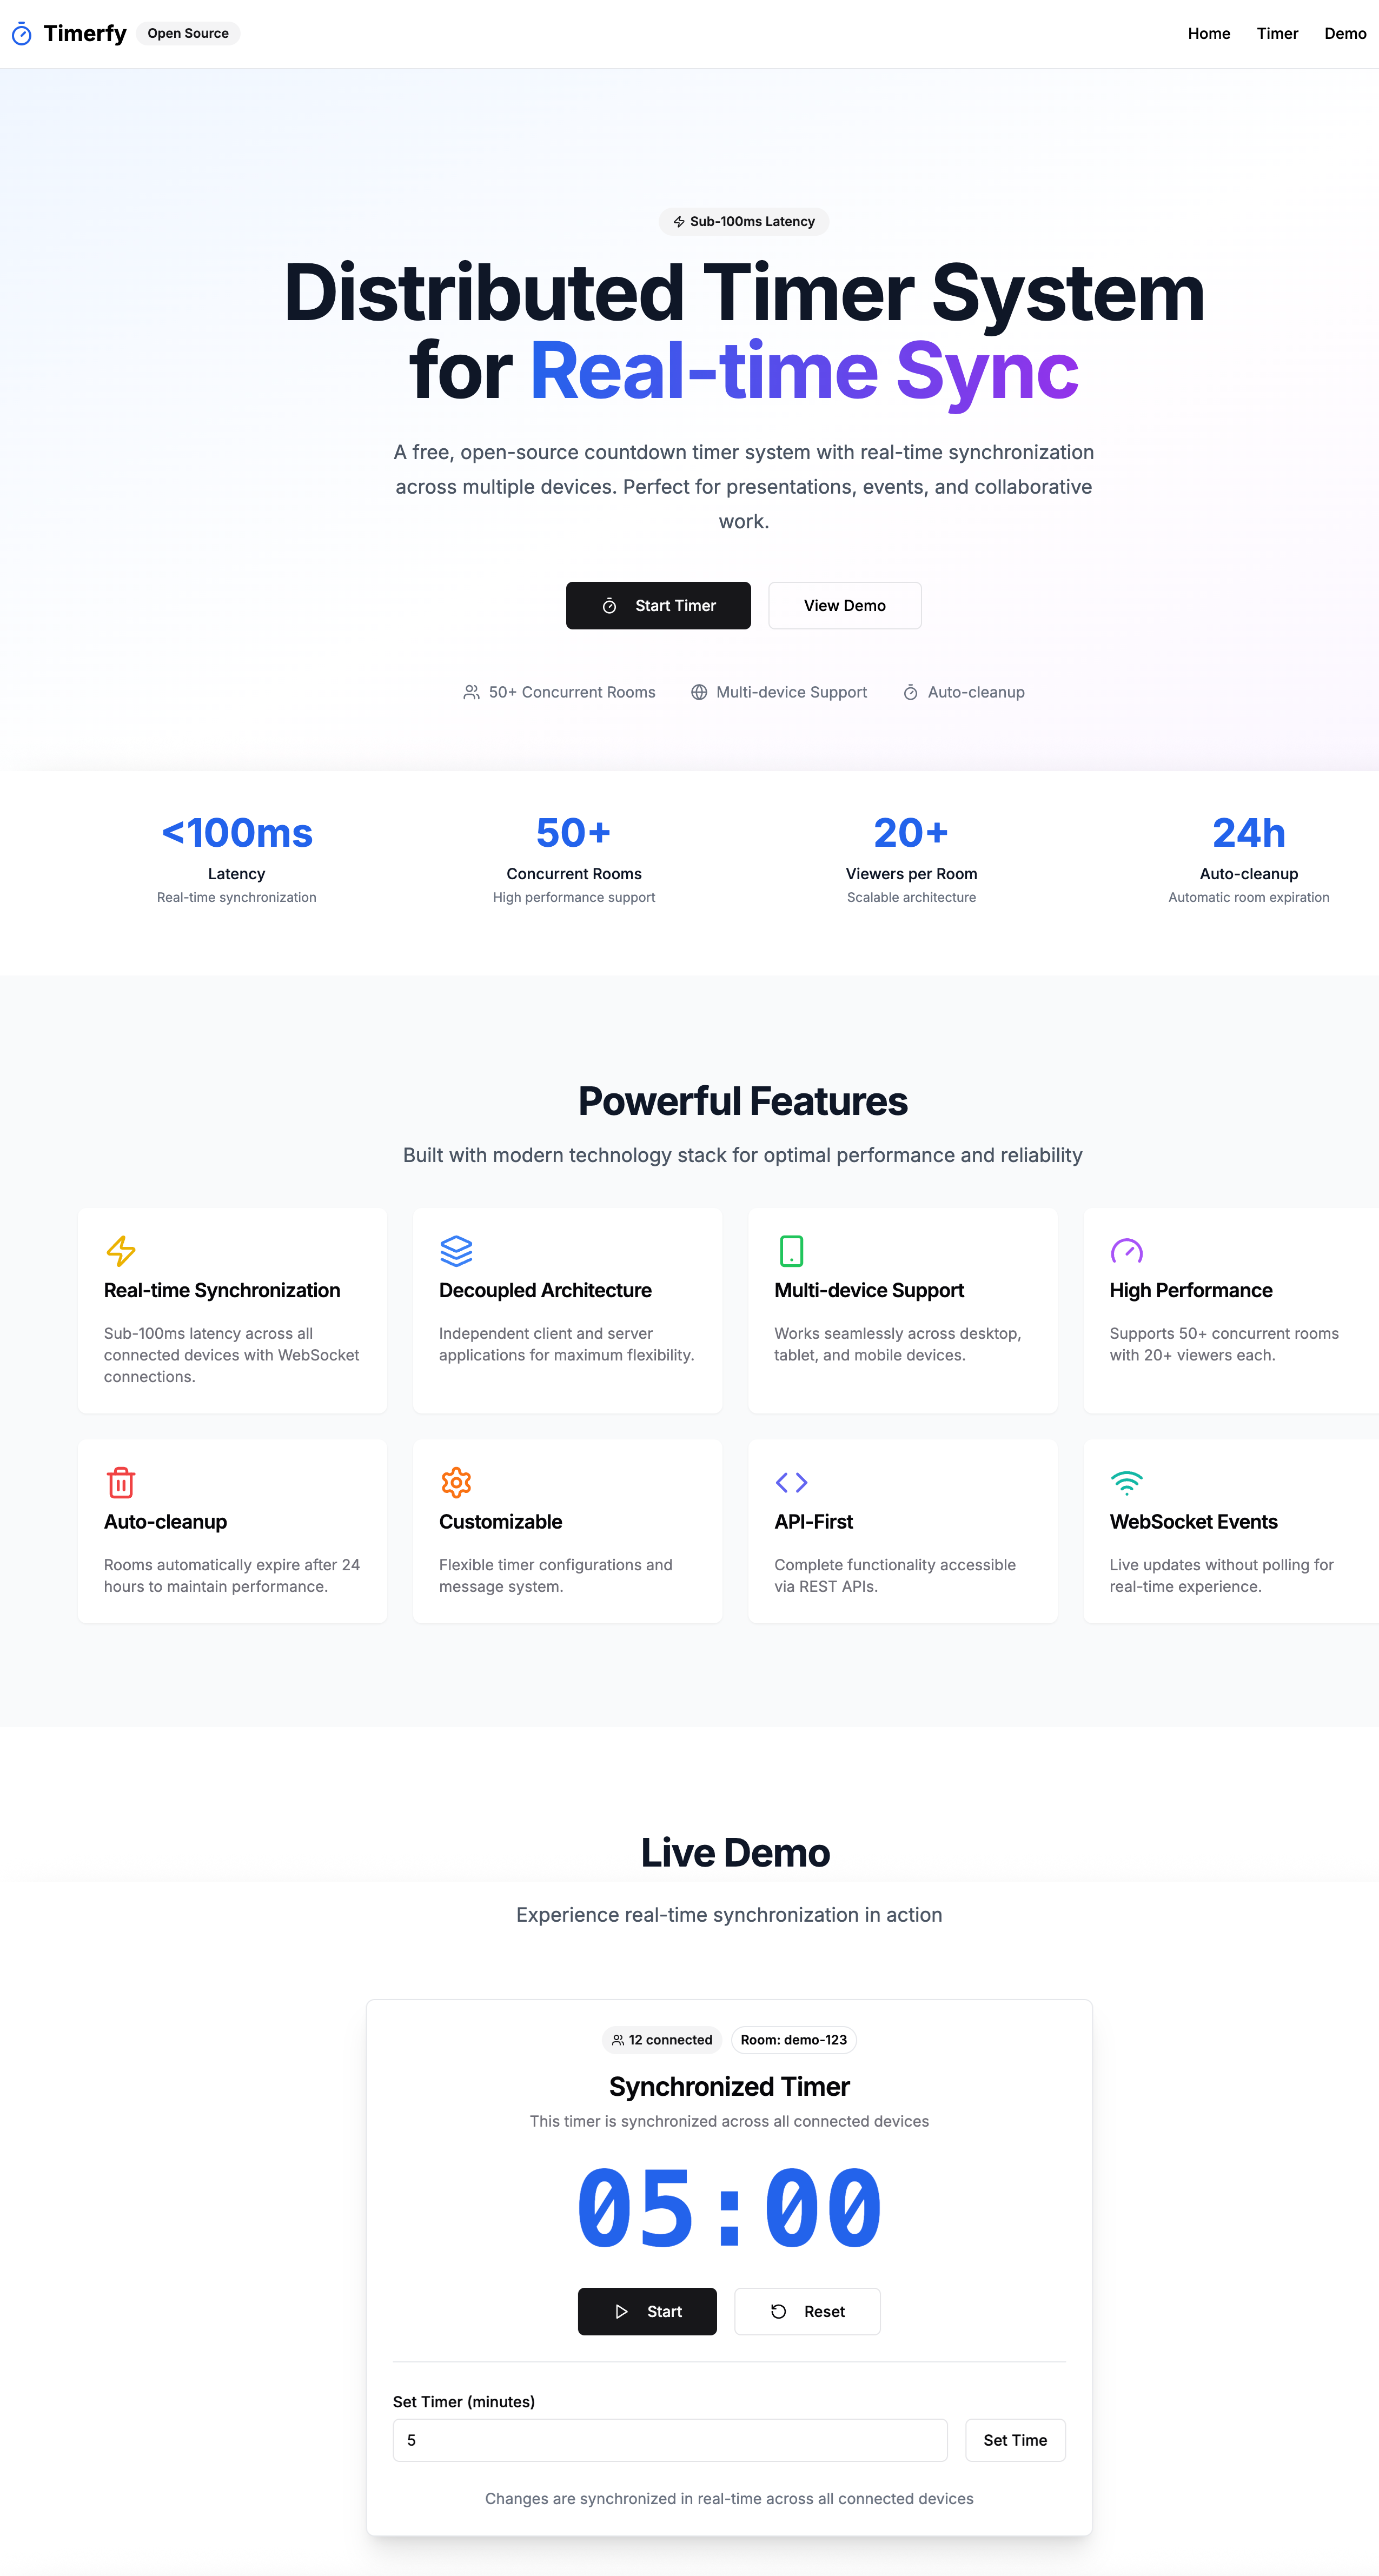 Timerfy
Open Source
Home
Timer
Demo
Sub-100ms Latency
Distributed Timer System
for Real-time Sync
A free, open-source countdown timer system with real-time synchronization
across multiple devices. Perfect for presentations, events, and collaborative
work.
Start Timer
View Demo
50+ Concurrent Rooms
Multi-device Support
Auto-cleanup
<100ms
Latency
Real-time synchronization
50+
Concurrent Rooms
High performance support
20+
Viewers per Room
Scalable architecture
24h
Auto-cleanup
Automatic room expiration
Powerful Features
Built with modern technology stack for optimal performance and reliability
Real-time Synchronization
Sub-100ms latency across all
connected devices with WebSocket
connections.
Decoupled Architecture
Independent client and server
applications for maximum flexibility.
Multi-device Support
Works seamlessly across desktop,
tablet, and mobile devices.
High Performance
Supports 50+ concurrent rooms
with 20+ viewers each.
Auto-cleanup
Rooms automatically expire after 24
hours to maintain performance.
Customizable
Flexible timer configurations and
message system.
API-First
Complete functionality accessible
via REST APIs.
WebSocket Events
Live updates without polling for
real-time experience.
Live Demo
Experience real-time synchronization in action
12 connected
Room: demo-123
Synchronized Timer
This timer is synchronized across all connected devices
05:00
Start
Reset
Set Timer (minutes)
5
Set Time
Changes are synchronized in real-time across all connected devices